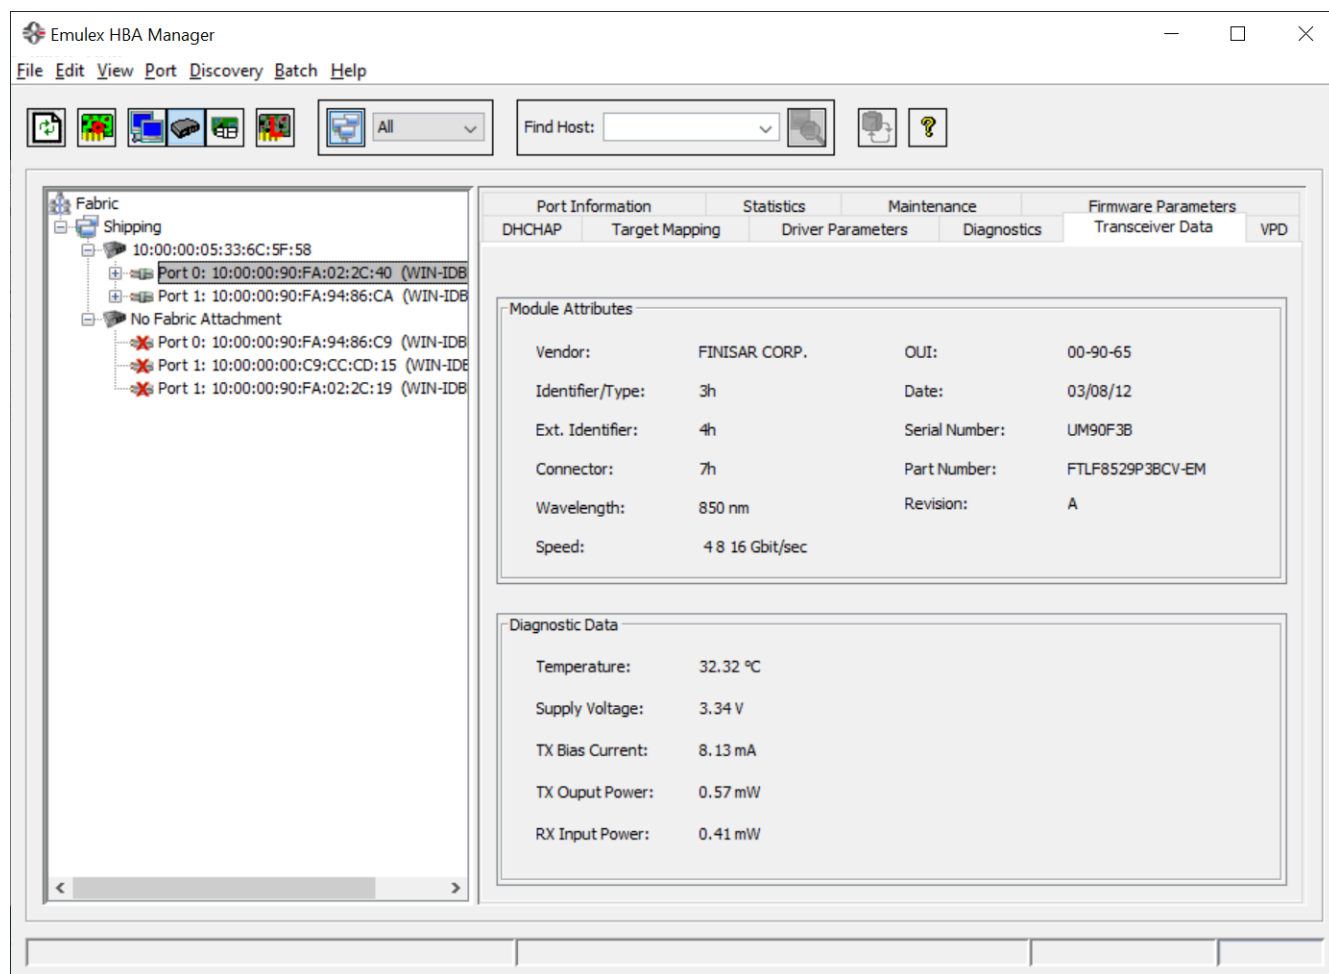 Emulex HBA Manager
File Edit View Port Discovery Batch Help
All
Find Host:
Fabric
Shipping
10:00:00:05:33:6C:5F:58
Port 0: 10:00:00:90:FA:02:2C:40 (WIN-IDB
Port 1: 10:00:00:90:FA:94:86:CA (WIN-IDB
No Fabric Attachment
Port 0: 10:00:00:90:FA:94:86:C9 (WIN-IDB
Port 1: 10:00:00:00:C9:CC:CD:15 (WIN-IDB
Port 1: 10:00:00:90:FA:02:2C:19 (WIN-IDB
Port Information Statistics Maintenance Firmware Parameters
DHCHAP Target Mapping Driver Parameters Diagnostics Transceiver Data VPD
Module Attributes
Vendor: FINISAR CORP. OUI: 00-90-65
Identifier/Type: 3h Date: 03/08/12
Ext. Identifier: 4h Serial Number: UM90F3B
Connector: 7h Part Number: FTLF8529P3BCV-EM
Wavelength: 850 nm Revision: A
Speed: 4 8 16 Gbit/sec
Diagnostic Data
Temperature: 32.32 ºC
Supply Voltage: 3.34 V
TX Bias Current: 8.13 mA
TX Ouput Power: 0.57 mW
RX Input Power: 0.41 mW